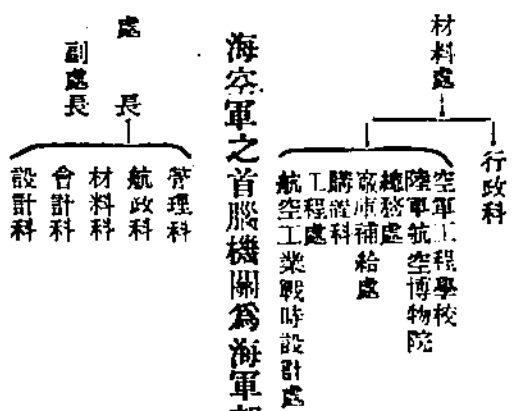 材料處
行政科
空軍工程學校
陸軍航空博物院
總務處
廠庫補給處
購置科
工程處
航空工業戰時設計處
海空軍之首腦機關爲海軍部
處長
副處長
管理科
航政科
材料科
會計科
設計科